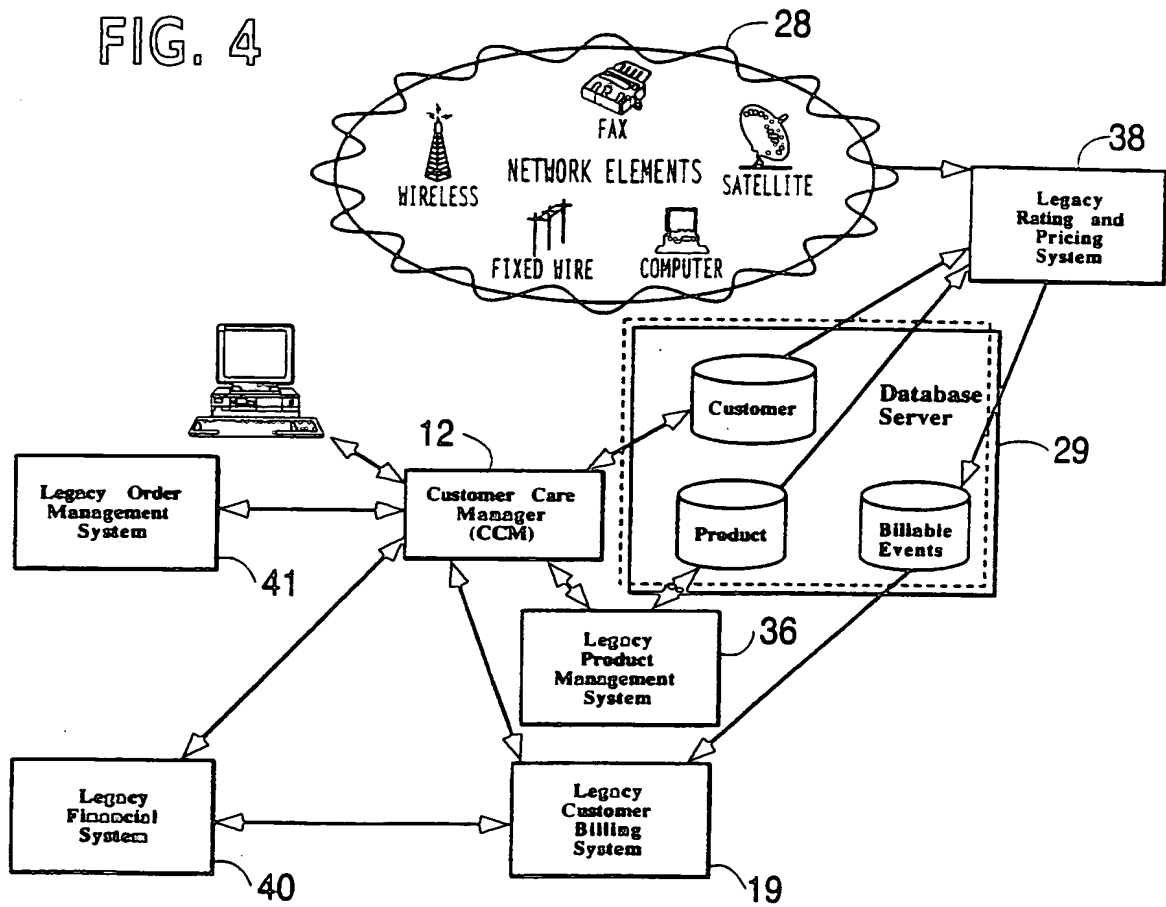 FIG. 4
28
FAX
WIRELESS
NETWORK ELEMENTS
SATELLITE
FIXED WIRE
COMPUTER
38
Legacy
Rating and
Pricing
System
Customer
Database
Server
29
12
Customer Care
Manager
(CCM)
Legacy Order
Management
System
41
Product
Billable
Events
Legacy
Product
Management
System
36
Legacy
Financial
System
40
Legacy
Customer
Billing
System
19